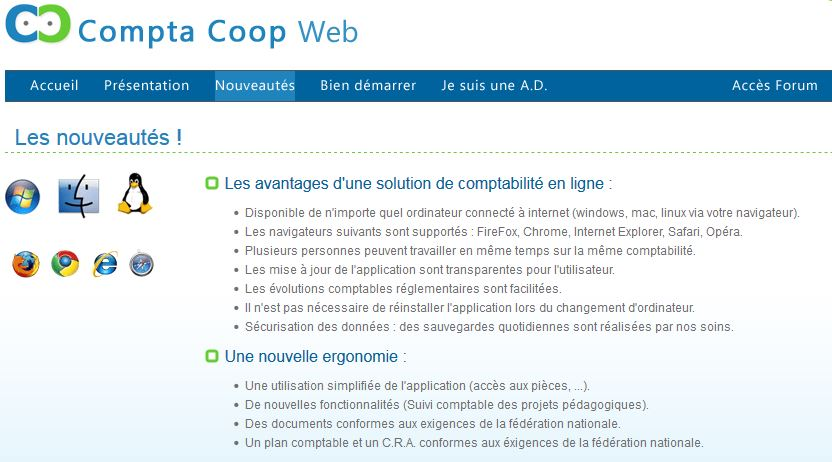 Compta Coop Web
Accueil Présentation Nouveautés Bien démarrer Je suis une A.D. Accès Forum
Les nouveautés !
Les avantages d'une solution de comptabilité en ligne :
Disponible de n'importe quel ordinateur connecté à internet (windows, mac, linux via votre navigateur).
Les navigateurs suivants sont supportés : FireFox, Chrome, Internet Explorer, Safari, Opéra.
Plusieurs personnes peuvent travailler en même temps sur la même comptabilité.
Les mise à jour de l'application sont transparentes pour l'utilisateur.
Les évolutions comptables réglementaires sont facilitées.
Il n'est pas nécessaire de réinstaller l'application lors du changement d'ordinateur.
Sécurisation des données : des sauvegardes quotidiennes sont réalisées par nos soins.
Une nouvelle ergonomie :
Une utilisation simplifiée de l'application (accès aux pièces, ...).
De nouvelles fonctionnalités (Suivi comptable des projets pédagogiques).
Des documents conformes aux exigences de la fédération nationale.
Un plan comptable et un C.R.A. conformes aux éxigences de la fédération nationale.